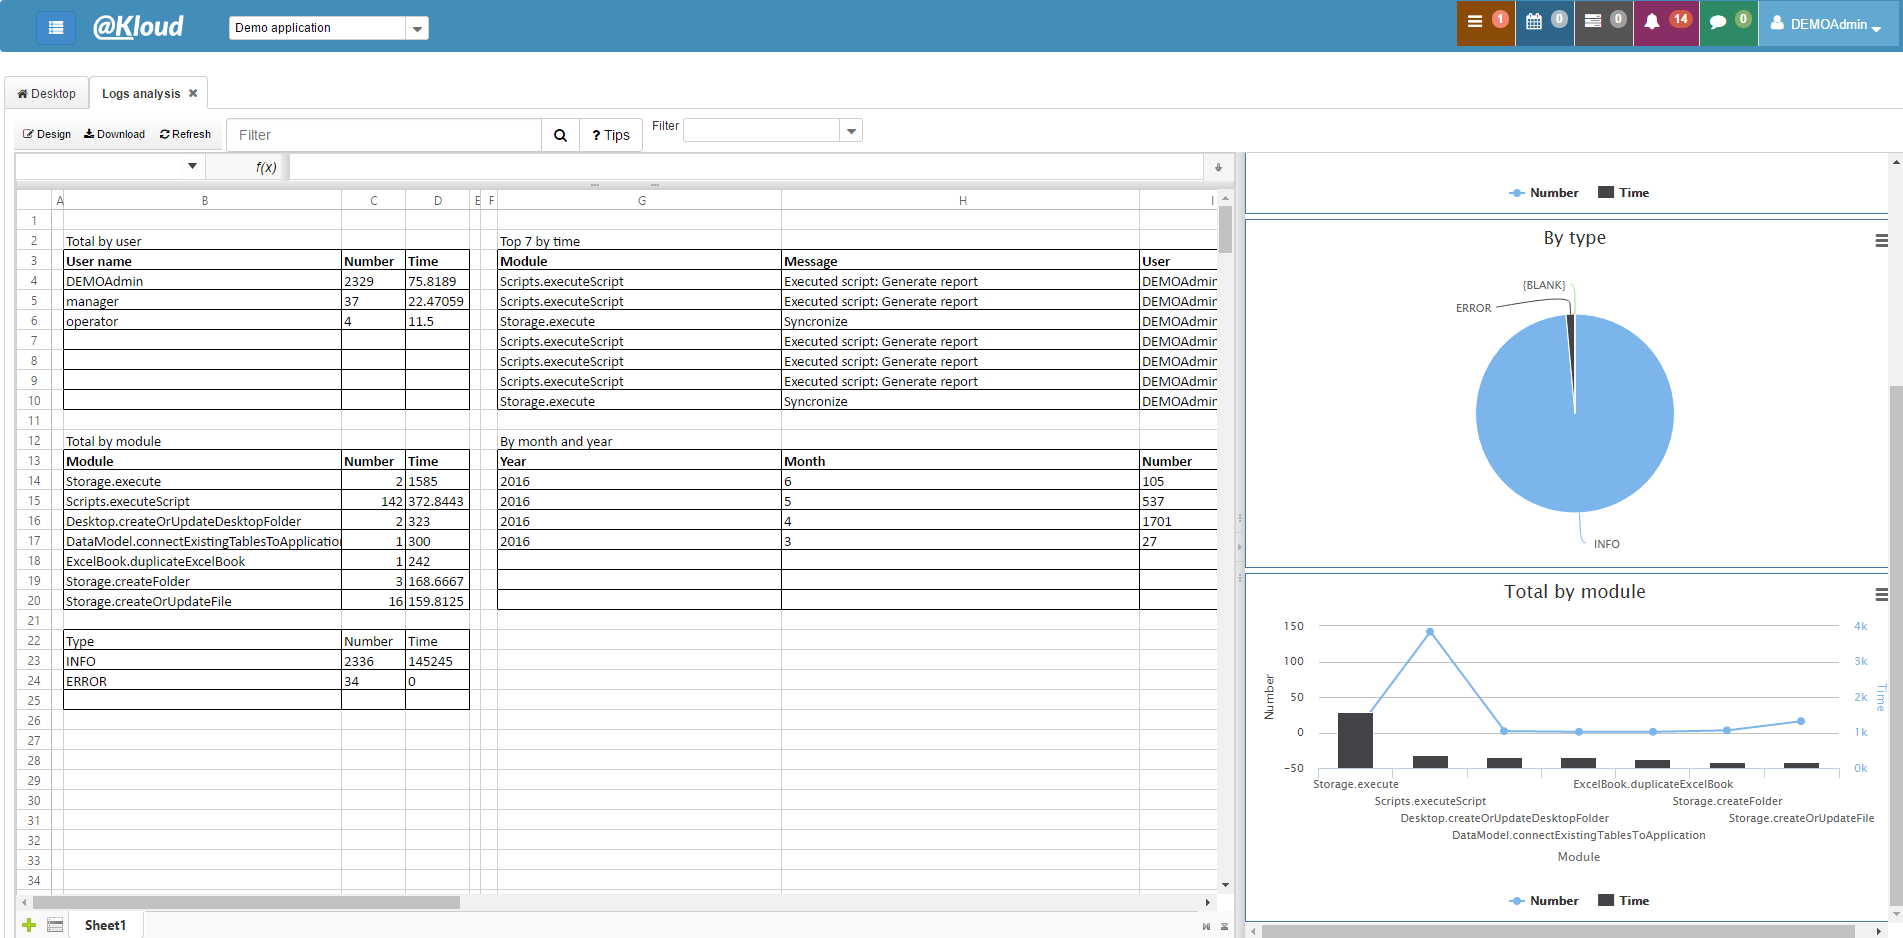 @Kloud
Demo application
1
0
0
14
0
DEMOAdmin
Desktop
Logs analysis
Design
Download
Refresh
Filter
? Tips
Filter
f(x)
A B C D E F G H I
1
2 Total by user Top 7 by time
3 User name Number Time Module Message User
4 DEMOAdmin 2329 75.8189 Scripts.executeScript Executed script: Generate report DEMOAdmin
5 manager 37 22.47059 Scripts.executeScript Executed script: Generate report DEMOAdmin
6 operator 4 11.5 Storage.execute Syncronize DEMOAdmin
7 Scripts.executeScript Executed script: Generate report DEMOAdmin
8 Scripts.executeScript Executed script: Generate report DEMOAdmin
9 Scripts.executeScript Executed script: Generate report DEMOAdmin
10 Storage.execute Syncronize DEMOAdmin
11
12 Total by module By month and year
13 Module Number Time Year Month Number
14 Storage.execute 2 1585 2016 6 105
15 Scripts.executeScript 142 372.8443 2016 5 537
16 Desktop.createOrUpdateDesktopFolder 2 323 2016 4 1701
17 DataModel.connectExistingTablesToApplicatio 1 300 2016 3 27
18 ExcelBook.duplicateExcelBook 1 242
19 Storage.createFolder 3 168.6667
20 Storage.createOrUpdateFile 16 159.8125
21
22 Type Number Time
23 INFO 2336 145245
24 ERROR 34 0
25
26
27
28
29
30
31
32
33
34
Sheet1
Number Time
By type
{BLANK}
ERROR
INFO
Total by module
150 4k
100 3k
50 2k
0 1k
-50 0k
Number
Time
Storage.execute ExcelBook.duplicateExcelBook
Scripts.executeScript Storage.createFolder
Desktop.createOrUpdateDesktopFolder Storage.createOrUpdateFile
DataModel.connectExistingTablesToApplication
Module
Number Time